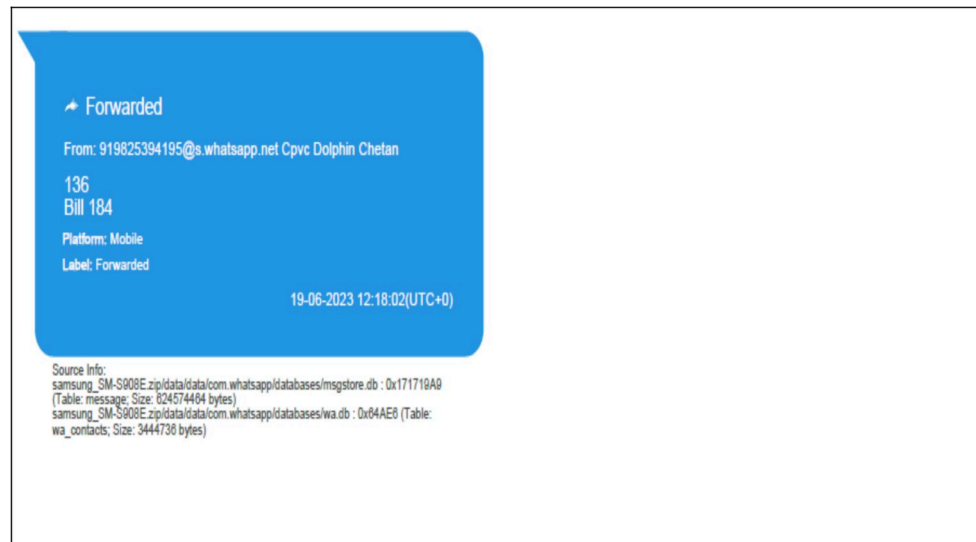 Forwarded
From: 919825394195@s.whatsapp.net Cpvc Dolphin Chetan
136
Bill 184
Platform: Mobile
Label: Forwarded
19-06-2023 12:18:02(UTC+0)
Source Info:
samsung_SM-S908E.zip/data/data/com.whatsapp/databases/msgstore.db : 0x171719A9
(Table: message; Size: 624574464 bytes)
samsung_SM-S908E.zip/data/data/com.whatsapp/databases/wa.db : 0x64AE6 (Table:
wa_contacts; Size: 3444736 bytes)